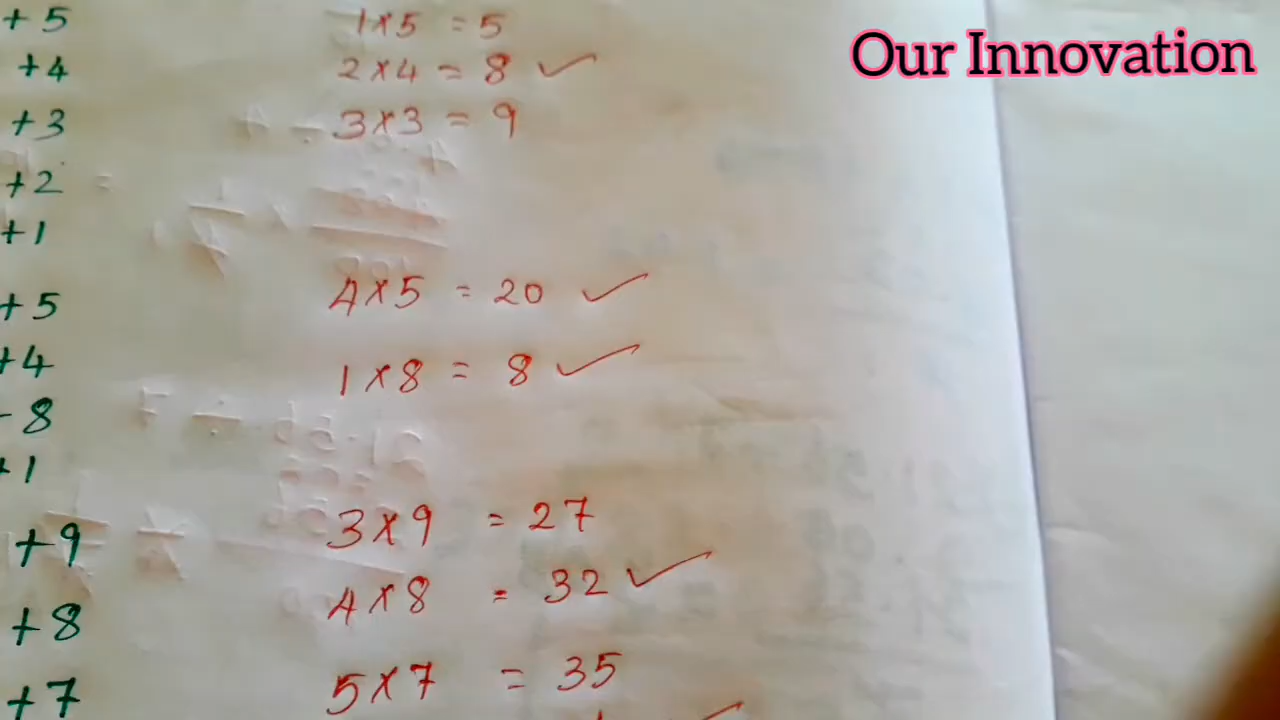 Our Innovation
+ 5 1 x 5 = 5
+ 4 2 x 4 = 8 ✓
+ 3 3 x 3 = 9
+ 2 =
+ 1
+ 5 4 x 5 = 20 ✓
+ 4 1 x 8 = 8 ✓
8
+ 1
+ 9 3 x 9 = 27
+ 8 4 x 8 = 32 ✓
+ 7 5 x 7 = 35